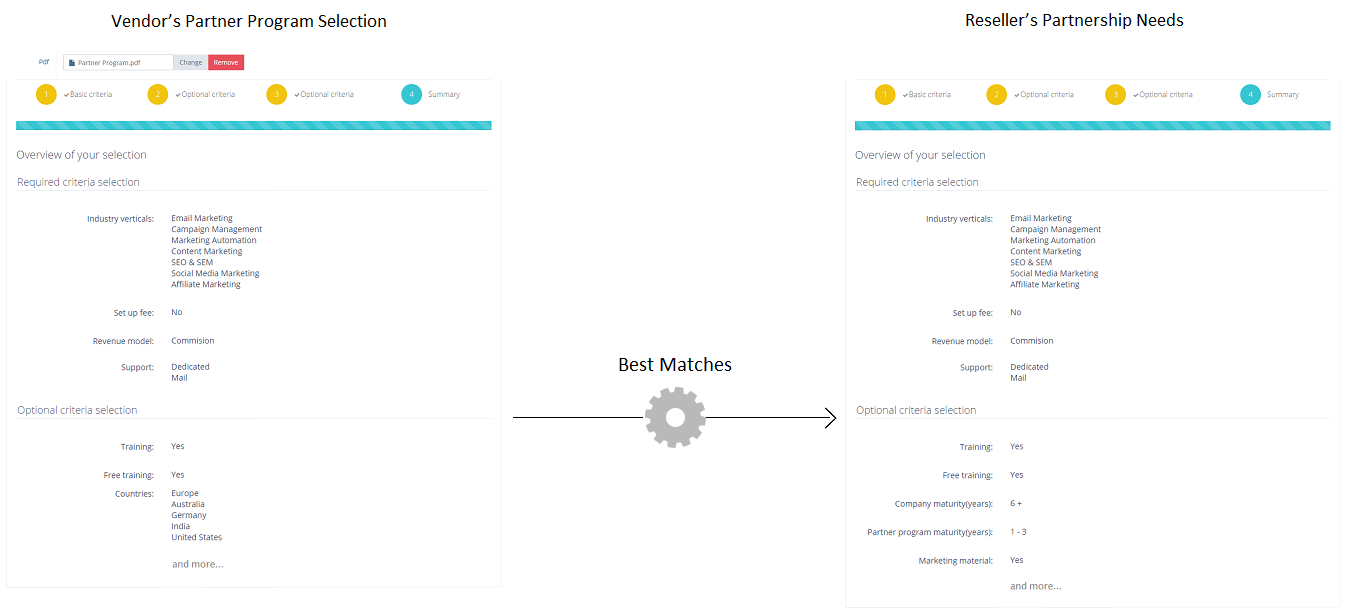 Vendor's Partner Program Selection
Pdf Partner Program.pdf Change Remove
1 Basic criteria 2 Optional criteria 3 Optional criteria 4 Summary
Overview of your selection
Required criteria selection
Industry verticals: Email Marketing
Campaign Management
Marketing Automation
Content Marketing
SEO & SEM
Social Media Marketing
Affiliate Marketing
Set up fee: No
Revenue model: Commision
Support: Dedicated
Mail
Optional criteria selection
Training: Yes
Free training: Yes
Countries: Europe
Australia
Germany
India
United States
and more...
Best Matches
Reseller's Partnership Needs
1 Basic criteria 2 Optional criteria 3 Optional criteria 4 Summary
Overview of your selection
Required criteria selection
Industry verticals: Email Marketing
Campaign Management
Marketing Automation
Content Marketing
SEO & SEM
Social Media Marketing
Affiliate Marketing
Set up fee: No
Revenue model: Commision
Support: Dedicated
Mail
Optional criteria selection
Training: Yes
Free training: Yes
Company maturity(years): 6 +
Partner program maturity(years): 1 - 3
Marketing material: Yes
and more...